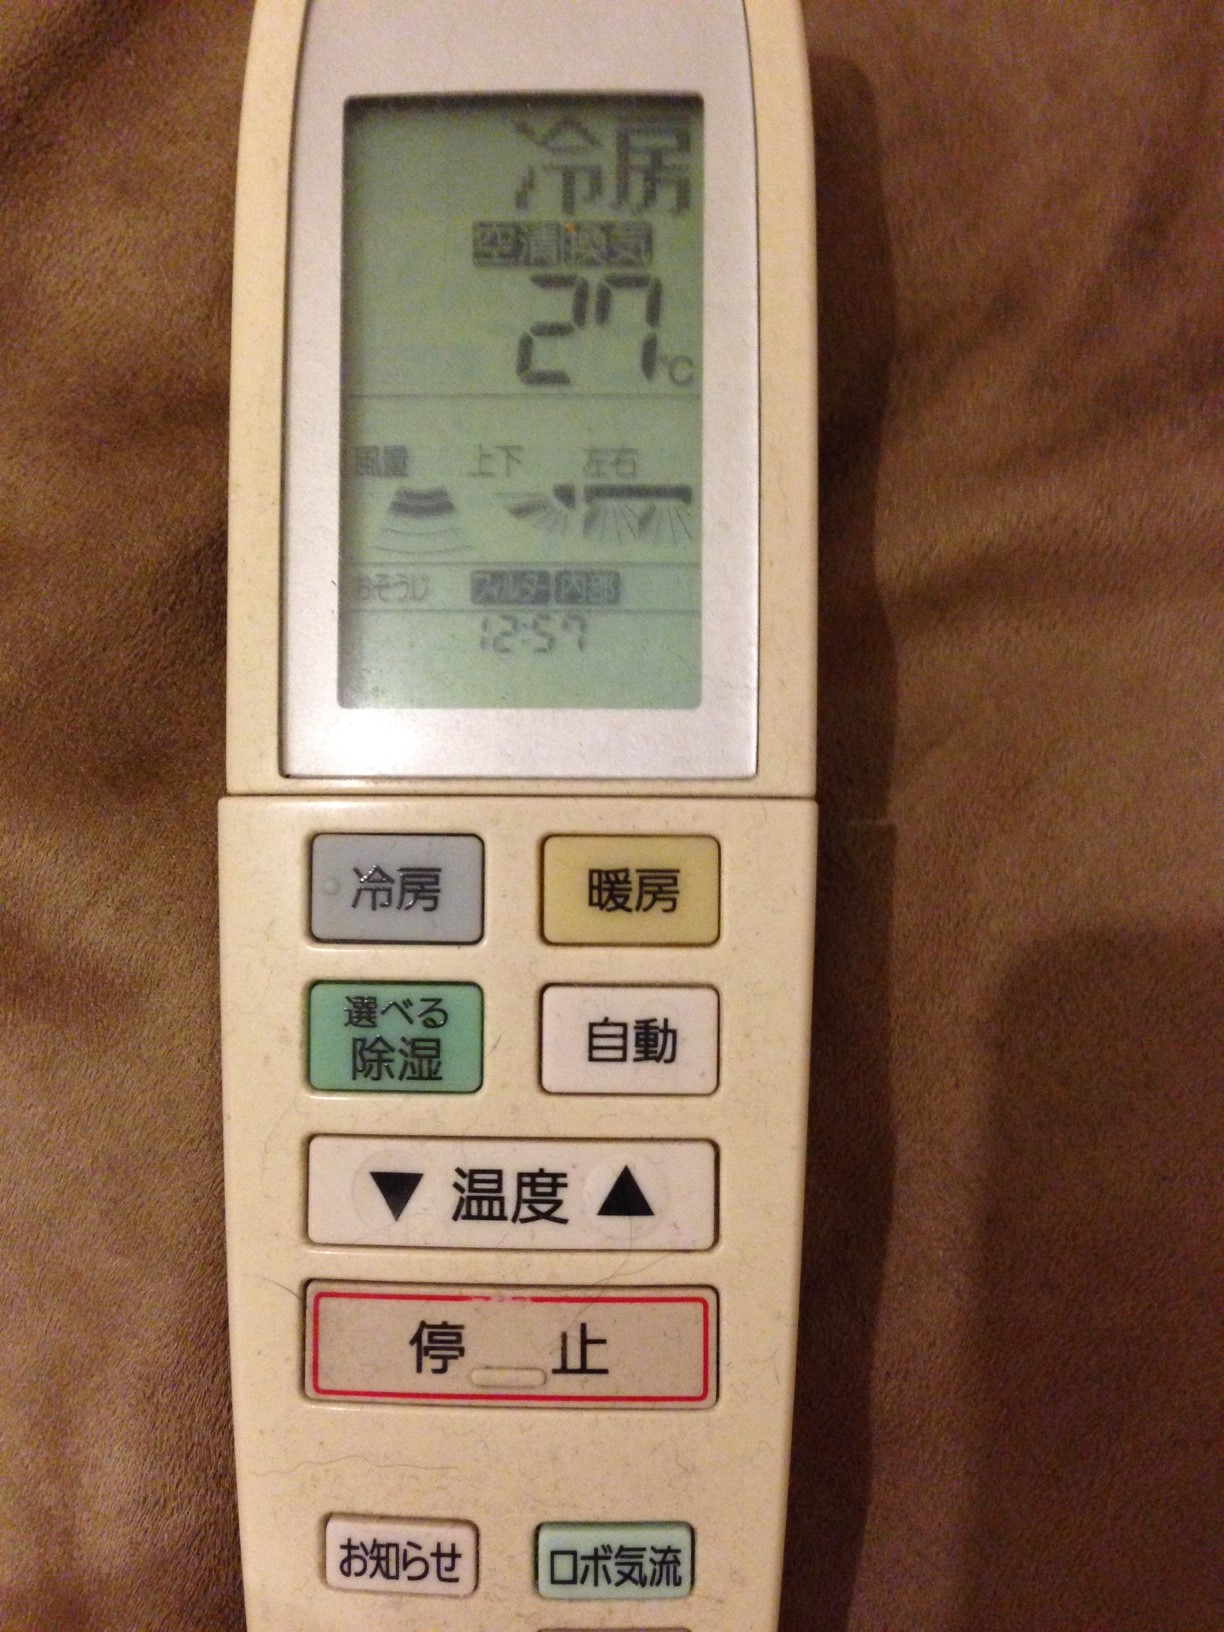 冷房
空清換気
27℃
風量 上下 左右
おそうじ フィルター 内部
12:57
冷房 暖房
選べる
除湿
自動
▼ 温度 ▲
停止
お知らせ ロボ気流